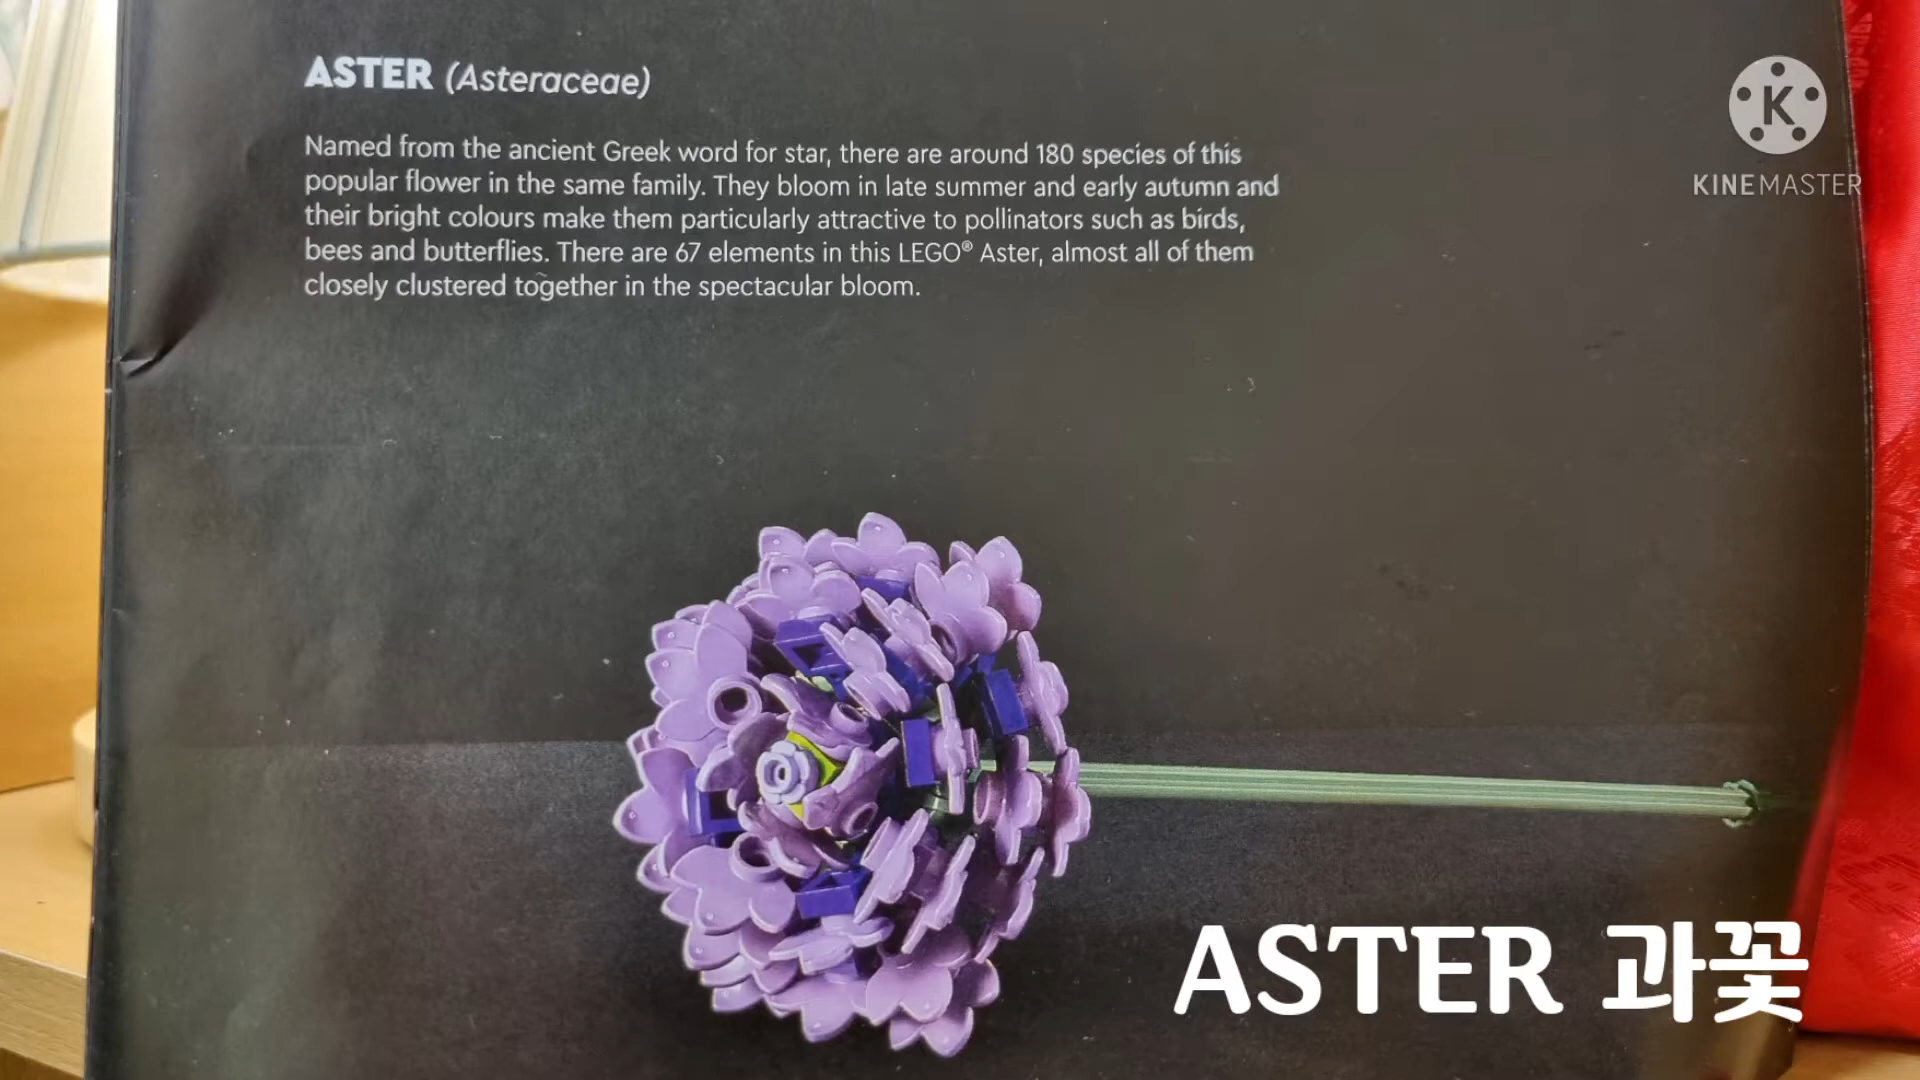 ASTER (Asteraceae)
Named from the ancient Greek word for star, there are around 180 species of this
popular flower in the same family. They bloom in late summer and early autumn and
their bright colours make them particularly attractive to pollinators such as birds,
bees and butterflies. There are 67 elements in this LEGO® Aster, almost all of them
closely clustered together in the spectacular bloom.
K
KINEMASTER
ASTER 과꽃